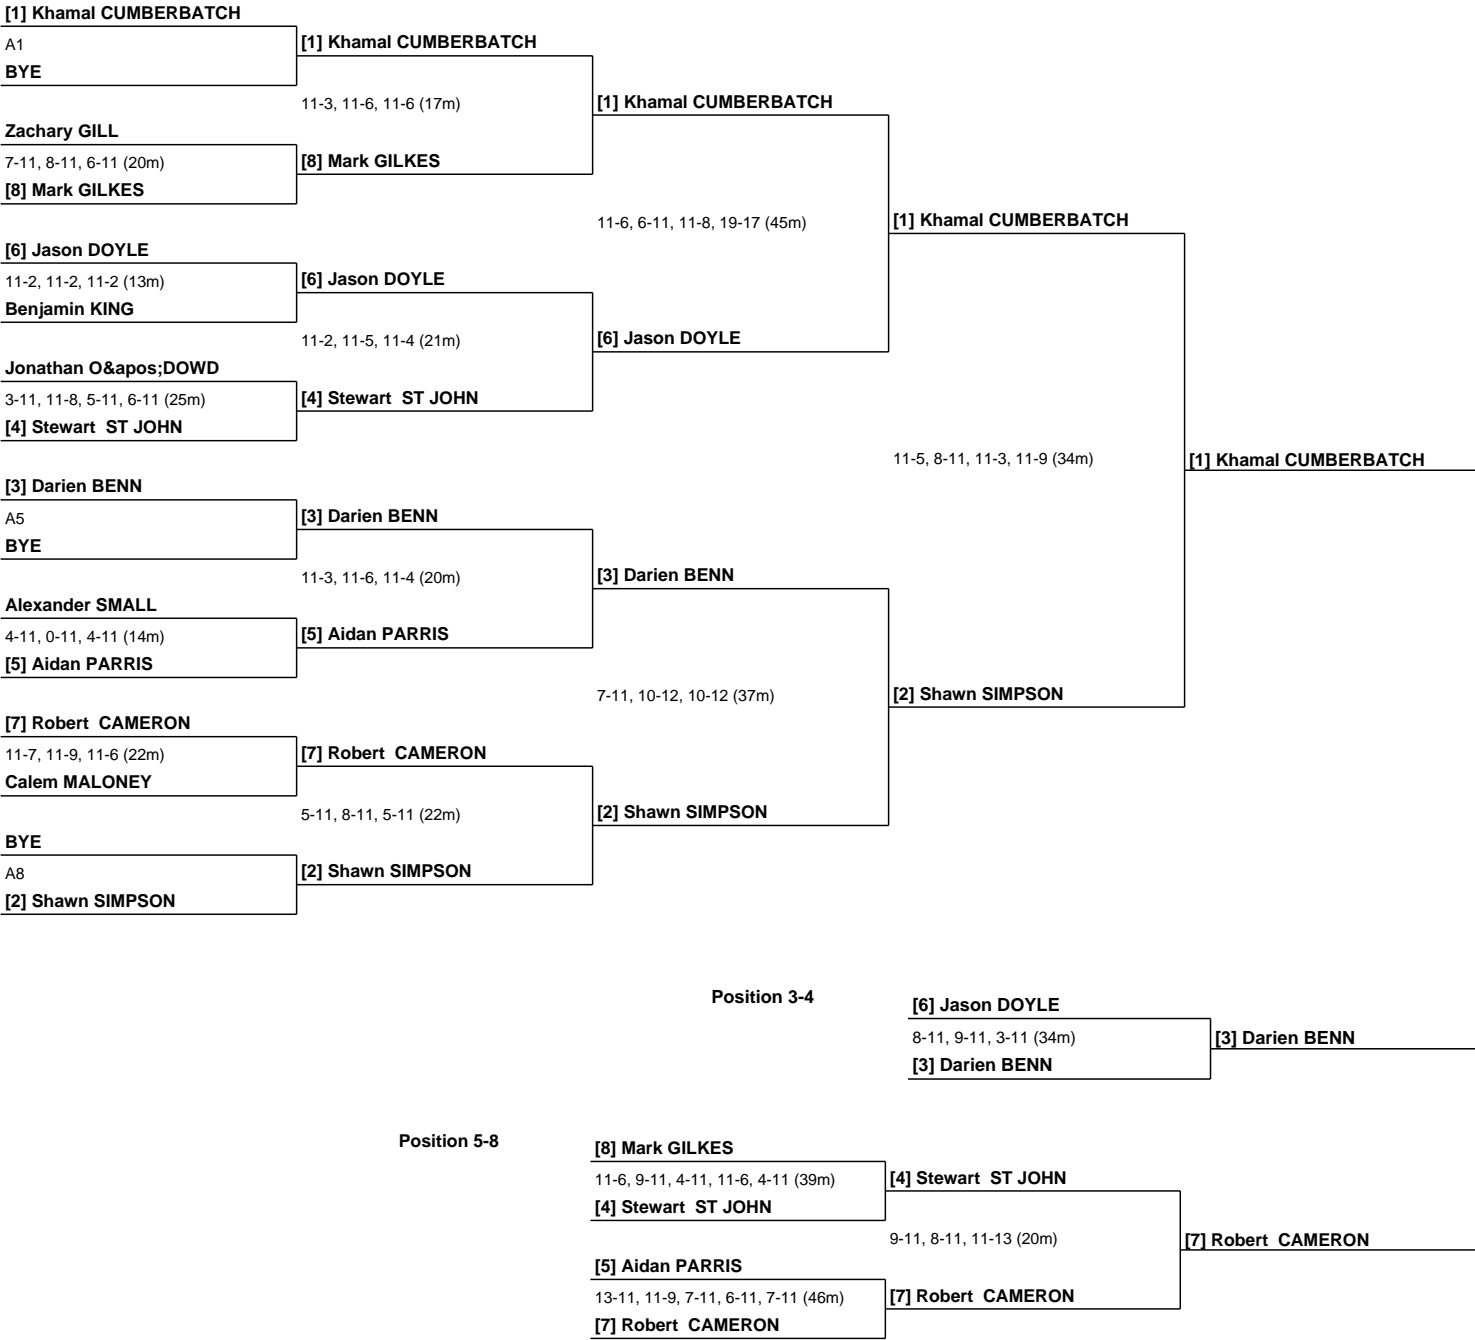 [1] Khamal CUMBERBATCH
A1
BYE
[1] Khamal CUMBERBATCH
11-3, 11-6, 11-6 (17m)
Zachary GILL
7-11, 8-11, 6-11 (20m)
[8] Mark GILKES
[8] Mark GILKES
[1] Khamal CUMBERBATCH
11-6, 6-11, 11-8, 19-17 (45m)
[6] Jason DOYLE
11-2, 11-2, 11-2 (13m)
Benjamin KING
[6] Jason DOYLE
11-2, 11-5, 11-4 (21m)
Jonathan O&apos;DOWD
3-11, 11-8, 5-11, 6-11 (25m)
[4] Stewart  ST JOHN
[4] Stewart  ST JOHN
[6] Jason DOYLE
[1] Khamal CUMBERBATCH
11-5, 8-11, 11-3, 11-9 (34m)
[1] Khamal CUMBERBATCH
[3] Darien BENN
A5
BYE
[3] Darien BENN
11-3, 11-6, 11-4 (20m)
Alexander SMALL
4-11, 0-11, 4-11 (14m)
[5] Aidan PARRIS
[5] Aidan PARRIS
[3] Darien BENN
7-11, 10-12, 10-12 (37m)
[2] Shawn SIMPSON
[7] Robert  CAMERON
11-7, 11-9, 11-6 (22m)
Calem MALONEY
[7] Robert  CAMERON
5-11, 8-11, 5-11 (22m)
[2] Shawn SIMPSON
BYE
A8
[2] Shawn SIMPSON
[2] Shawn SIMPSON
Position 3-4
[6] Jason DOYLE
8-11, 9-11, 3-11 (34m)
[3] Darien BENN
[3] Darien BENN
Position 5-8
[8] Mark GILKES
11-6, 9-11, 4-11, 11-6, 4-11 (39m)
[4] Stewart  ST JOHN
[4] Stewart  ST JOHN
9-11, 8-11, 11-13 (20m)
[7] Robert  CAMERON
[5] Aidan PARRIS
13-11, 11-9, 7-11, 6-11, 7-11 (46m)
[7] Robert  CAMERON
[7] Robert  CAMERON